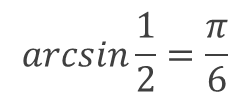 arcsin 1/2 = π/6